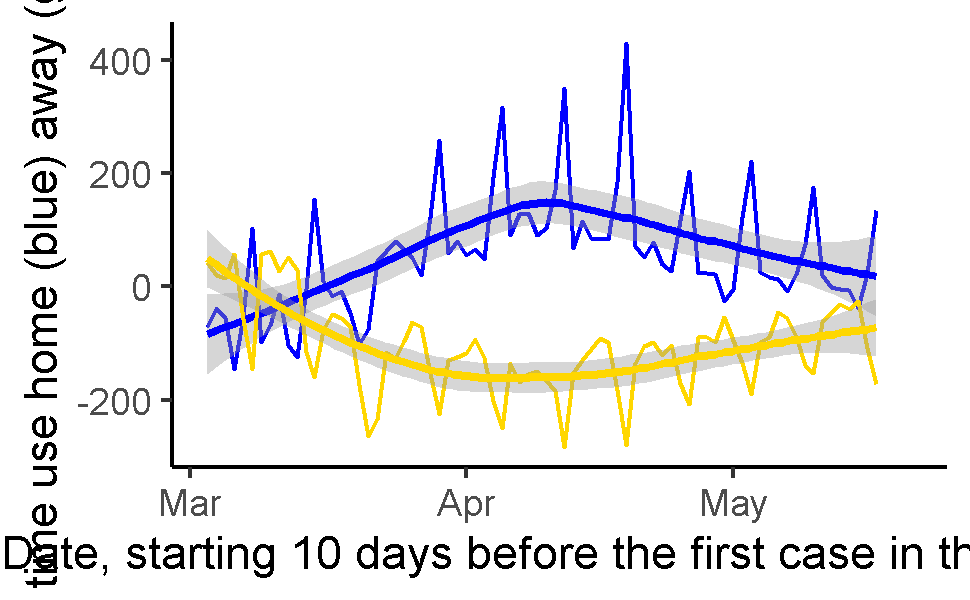 time use home (blue) away (
400
200
0
-200
Mar Apr May
Date, starting 10 days before the first case in th